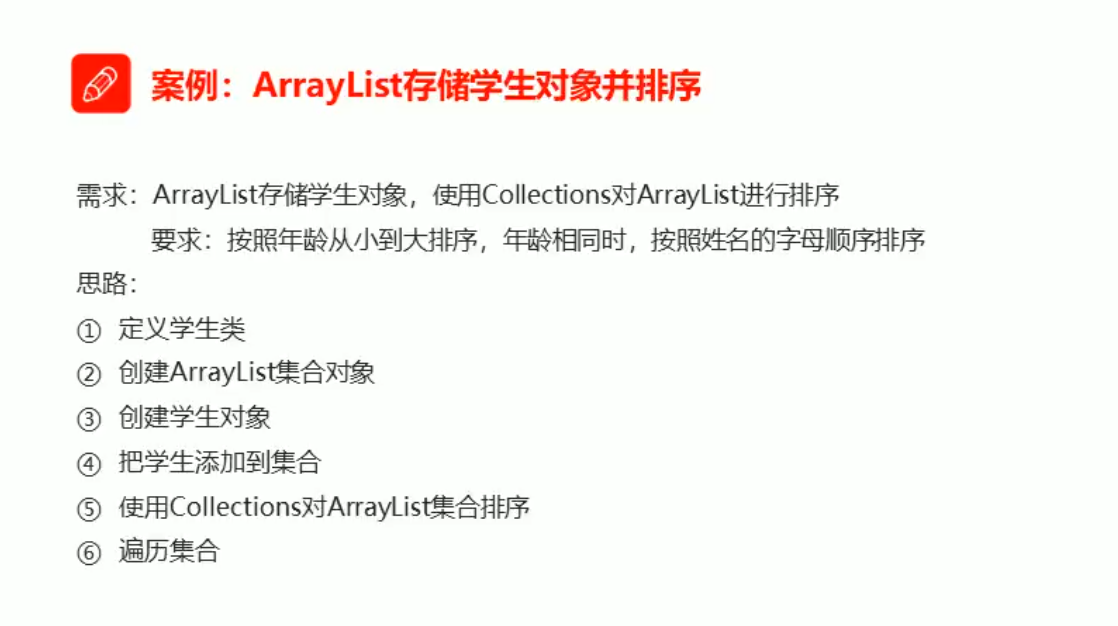 案例：ArrayList存储学生对象并排序
需求：ArrayList存储学生对象，使用Collections对ArrayList进行排序
要求：按照年龄从小到大排序，年龄相同时，按照姓名的字母顺序排序
思路：
① 定义学生类
② 创建ArrayList集合对象
③ 创建学生对象
④ 把学生添加到集合
⑤ 使用Collections对ArrayList集合排序
⑥ 遍历集合